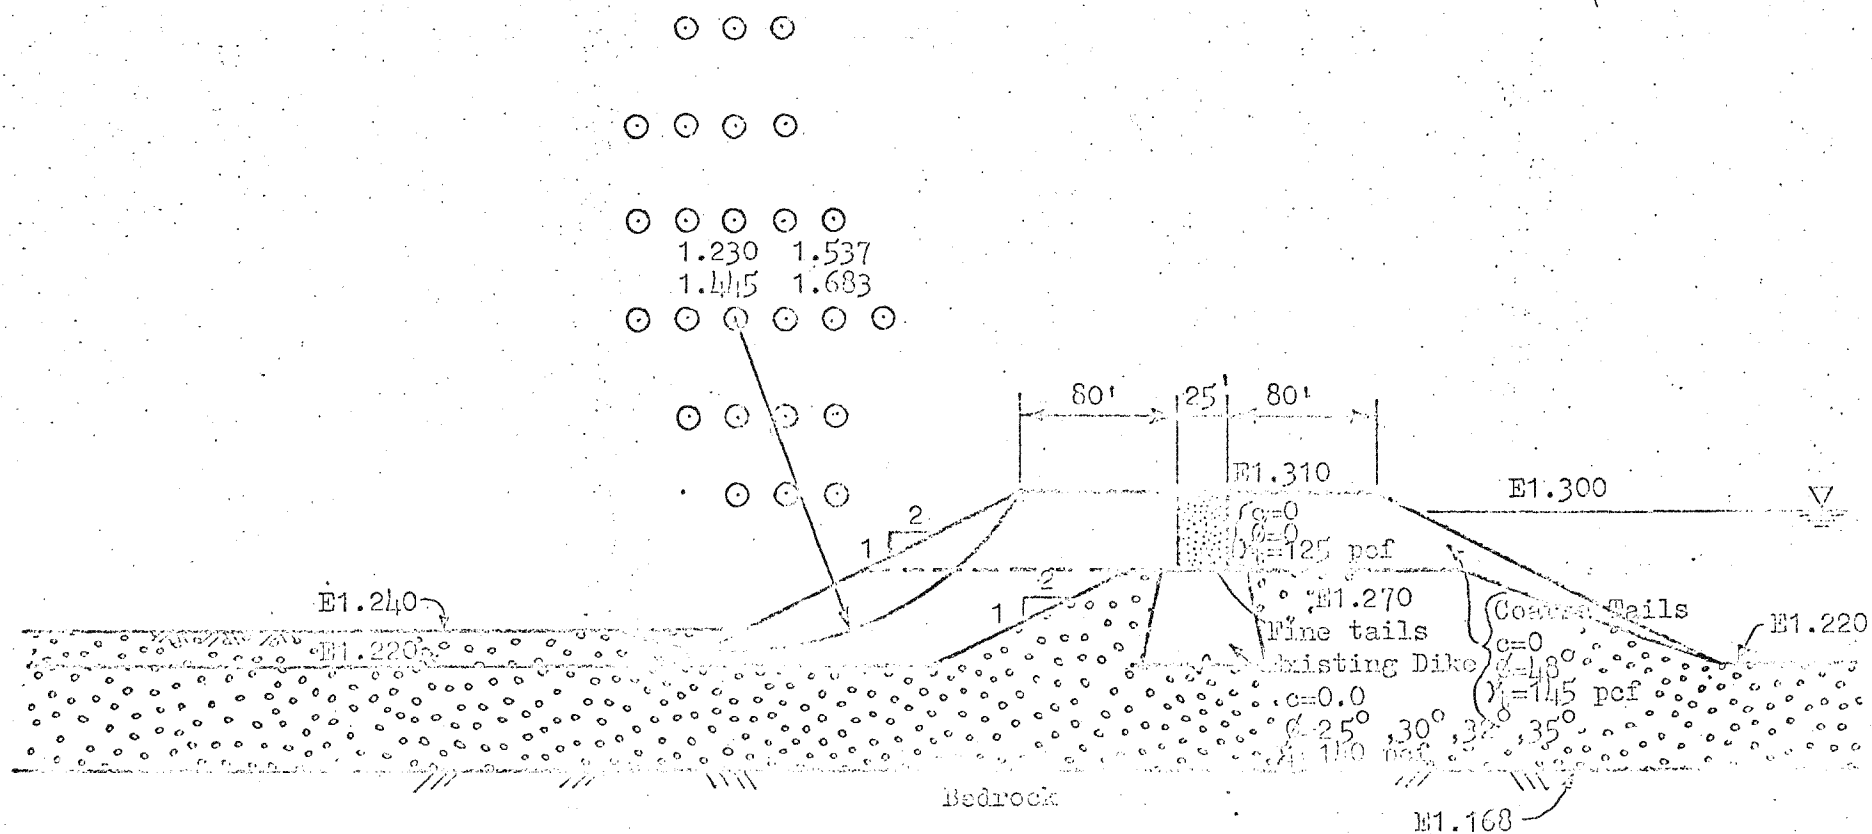 1.230 1.537
1.445 1.683
80' 25' 80'
El.310
El.300
c=0
Ø=0
γ=125 pcf
2
1
El.240
El.220
2
1
El.270
Fine tails
Existing Dike
c=0.0
Ø=25° ,30° ,32° ,35°
γ=140 pcf
Coarse Tails
c=0
Ø=48°
γ=145 pcf
El.220
Bedrock
El.168